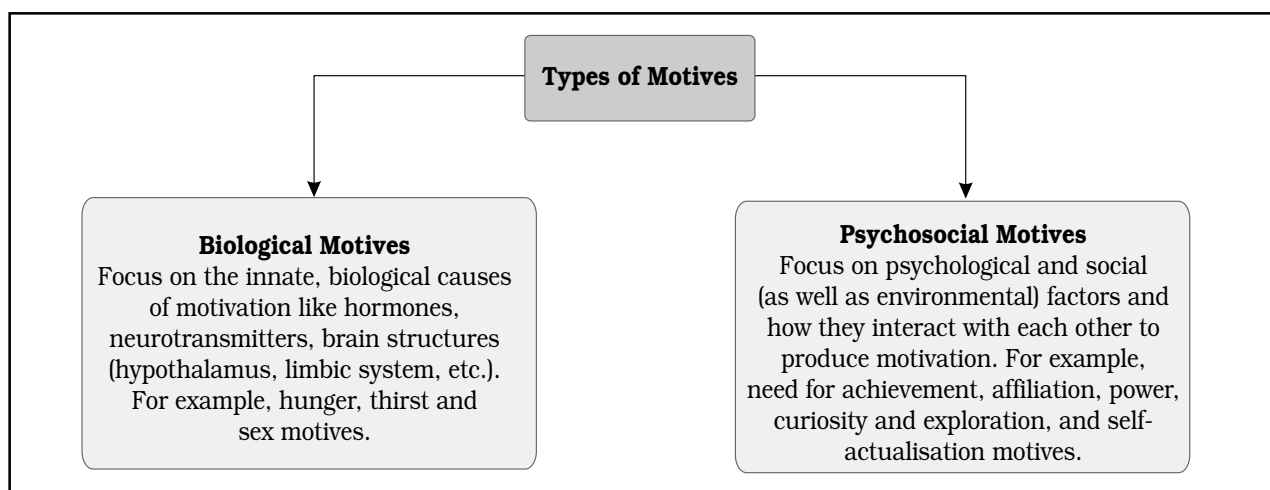 Types of Motives
Biological Motives
Focus on the innate, biological causes
of motivation like hormones,
neurotransmitters, brain structures
(hypothalamus, limbic system, etc.).
For example, hunger, thirst and
sex motives.
Psychosocial Motives
Focus on psychological and social
(as well as environmental) factors and
how they interact with each other to
produce motivation. For example,
need for achievement, affiliation, power,
curiosity and exploration, and self-
actualisation motives.